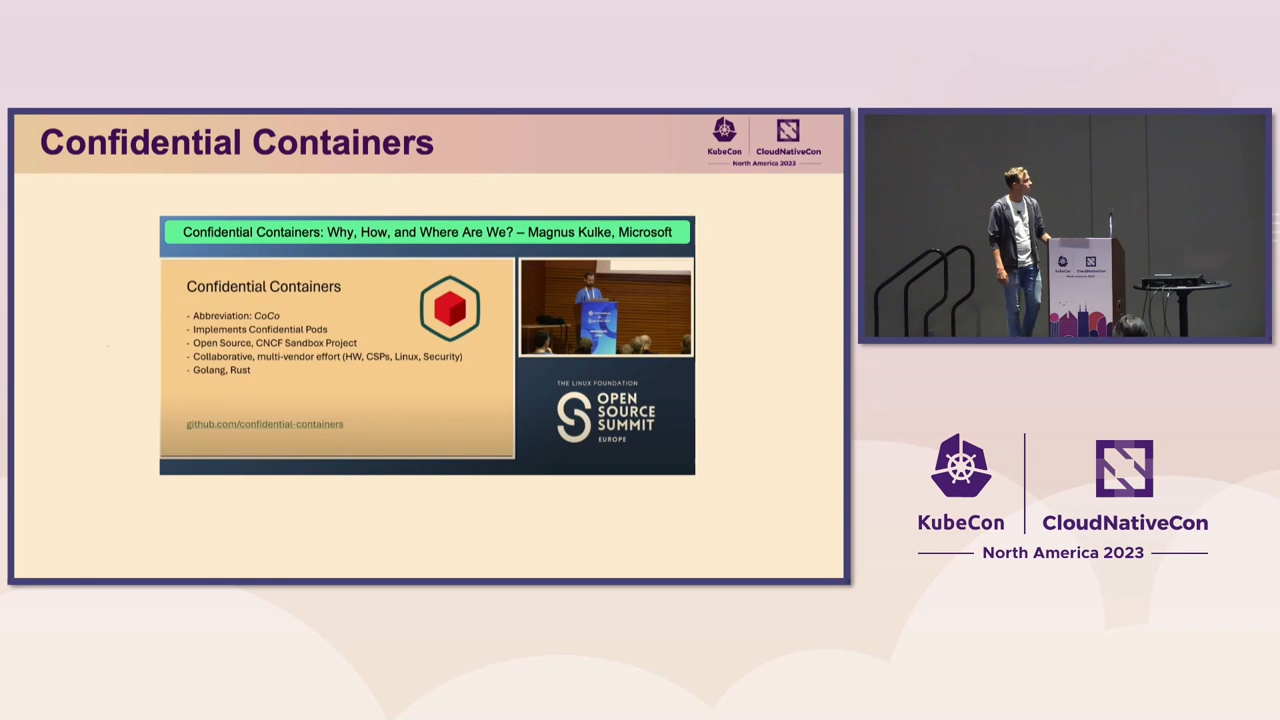 Confidential Containers
KubeCon
CloudNativeCon
North America 2023
Confidential Containers: Why, How, and Where Are We? – Magnus Kulke, Microsoft
Confidential Containers
- Abbreviation: CoCo
- Implements Confidential Pods
- Open Source, CNCF Sandbox Project
- Collaborative, multi-vendor effort (HW, CSPs, Linux, Security)
- Golang, Rust
github.com/confidential-containers
THE LINUX FOUNDATION
OPEN
SOURCE
SUMMIT
EUROPE
KubeCon
CloudNativeCon
KubeCon
CloudNativeCon
North America 2023